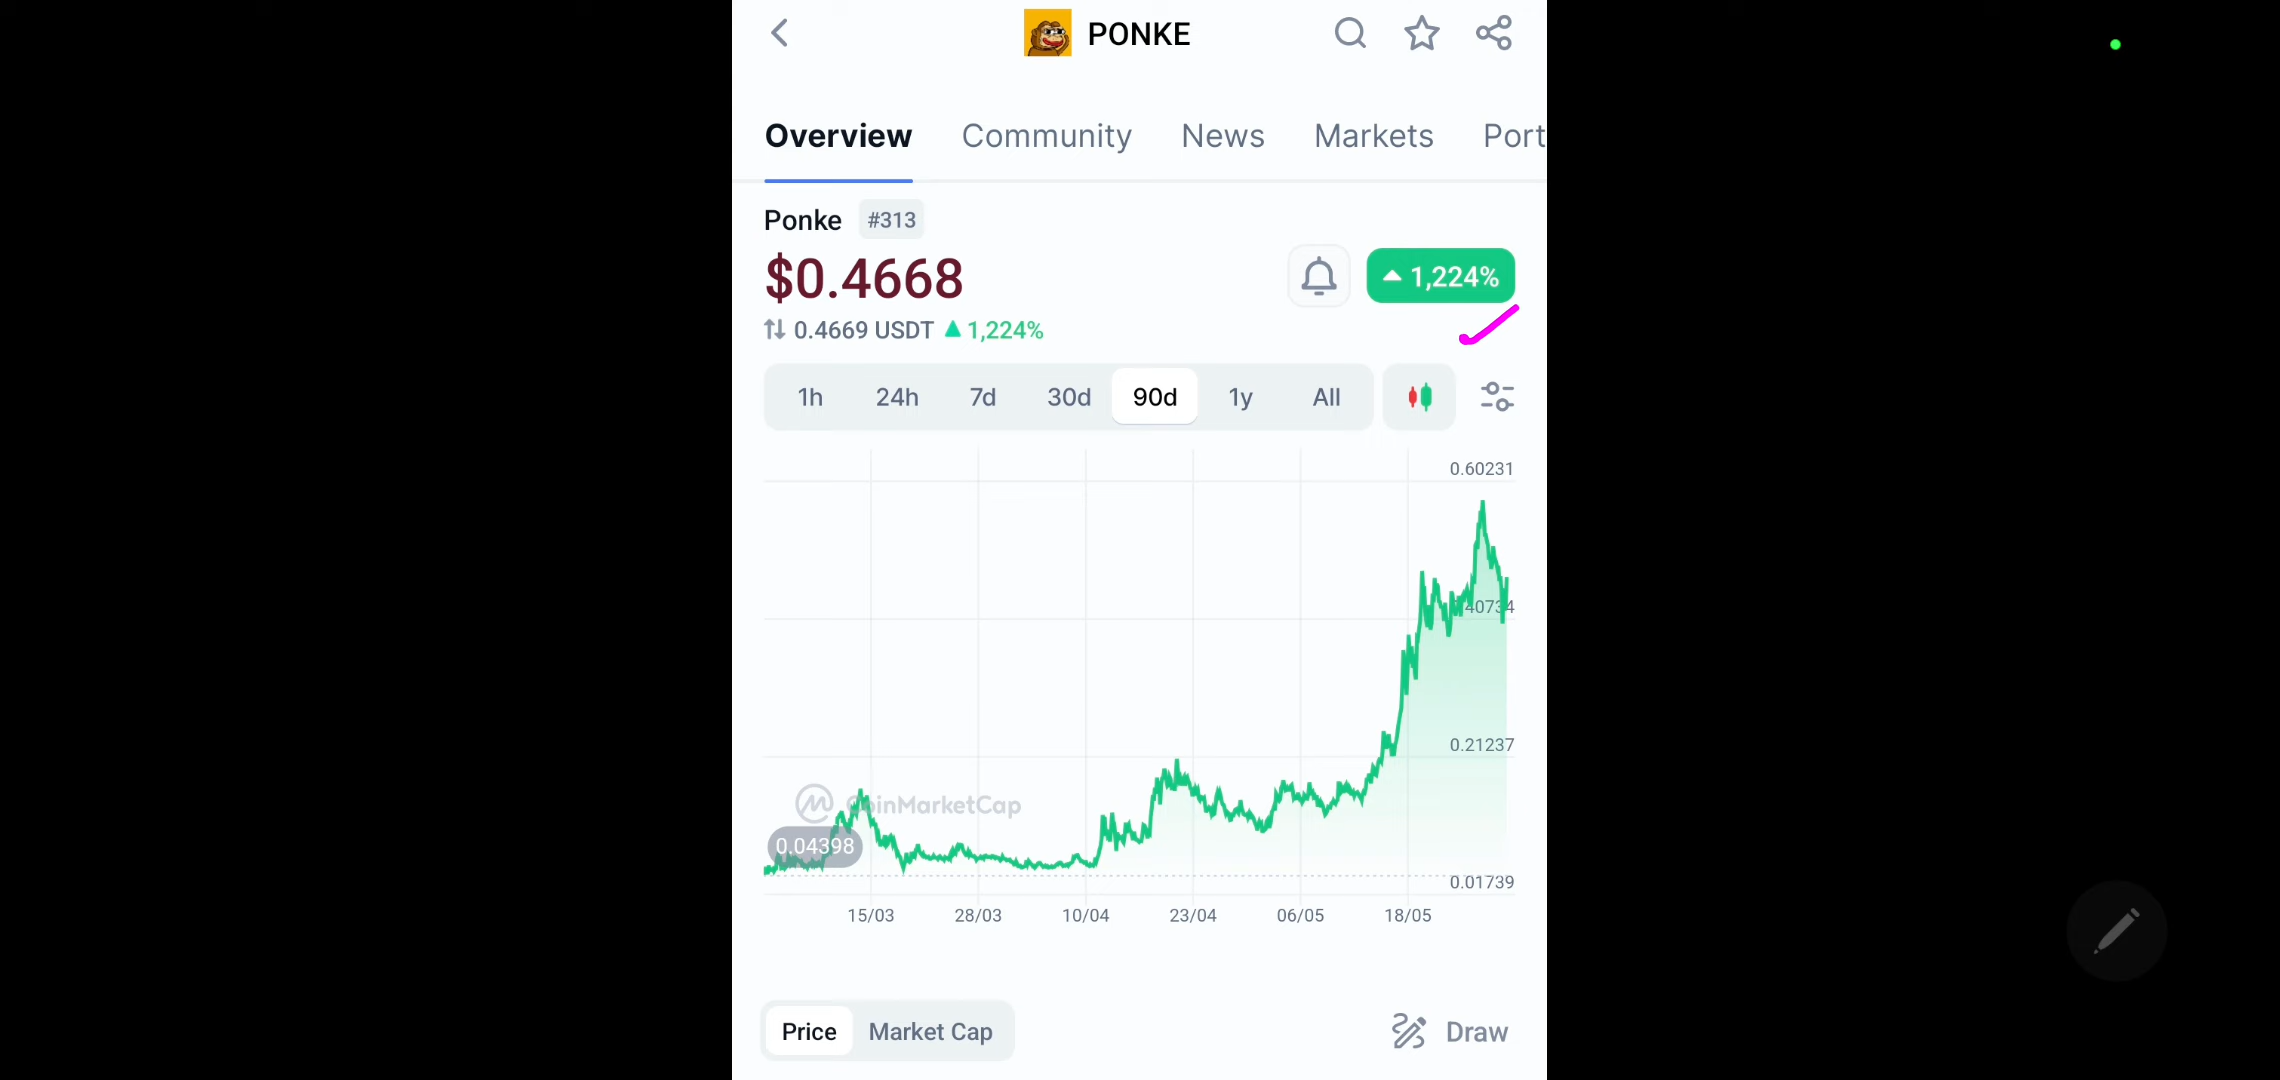 PONKE
Overview Community News Markets Port
Ponke #313
$0.4668
1,224%
0.4669 USDT 1,224%
1h 24h 7d 30d 90d 1y All
0.60231
40734
0.21237
CoinMarketCap
0.04398
0.01739
15/03 28/03 10/04 23/04 06/05 18/05
Price Market Cap Draw